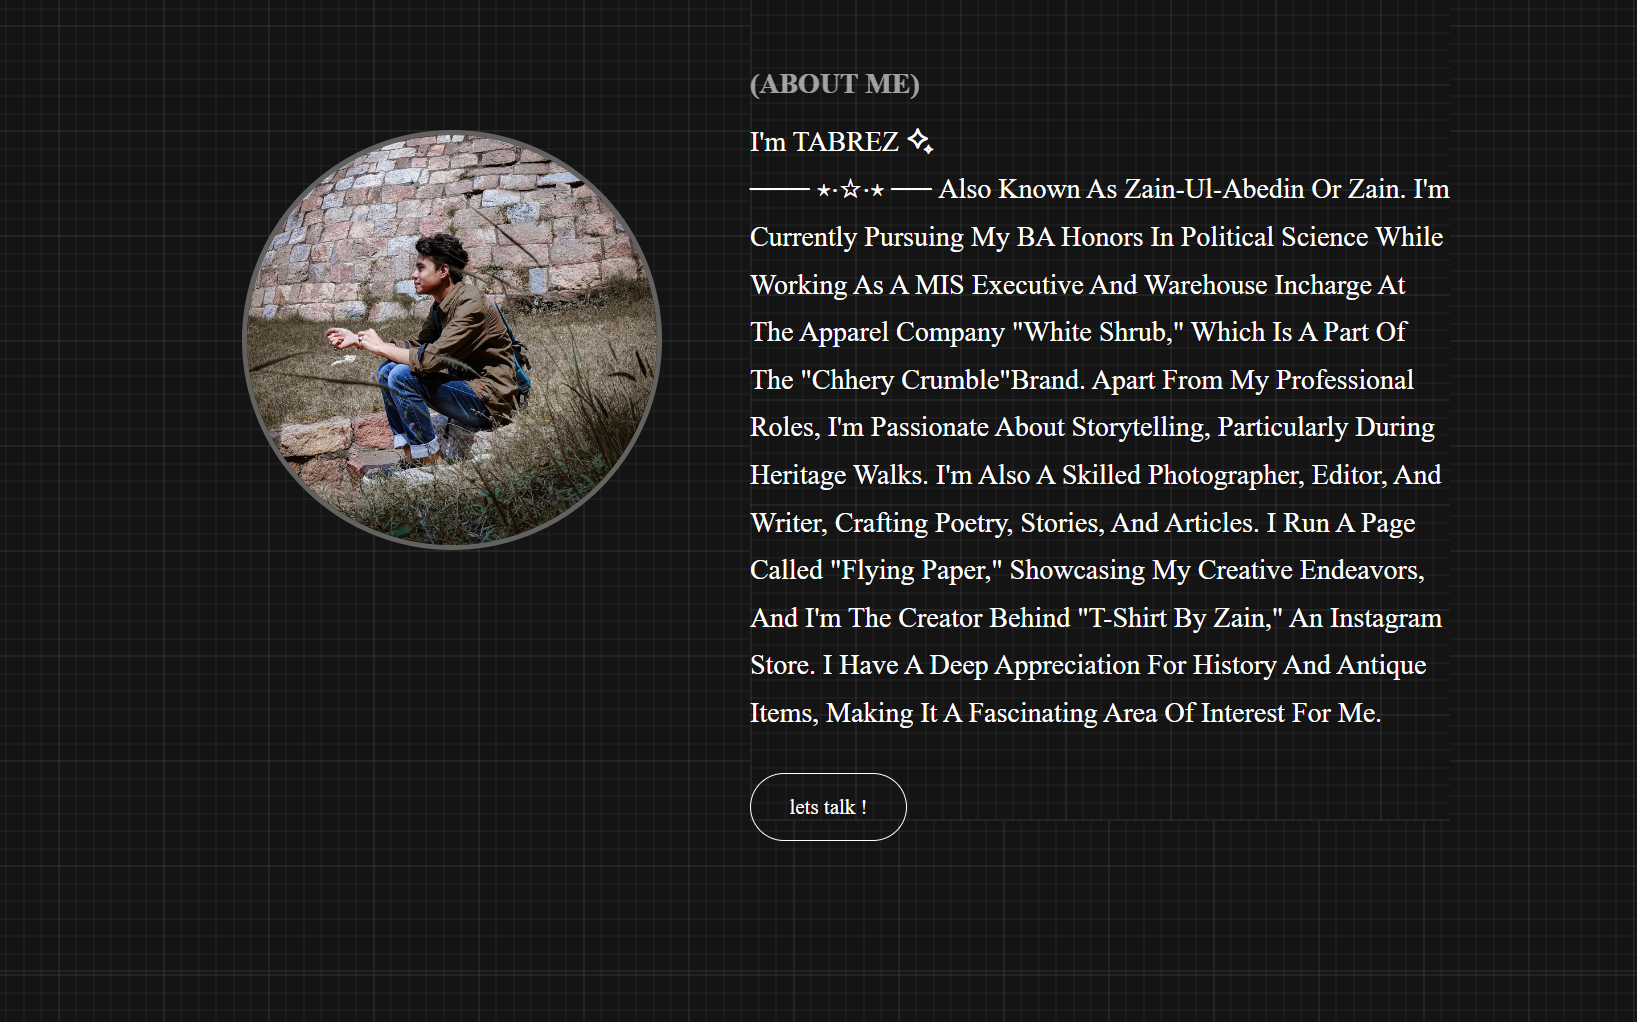 (ABOUT ME)
I'm TABREZ ✧˖
─── ⋆⋅☆⋅⋆ ── Also Known As Zain-Ul-Abedin Or Zain. I'm
Currently Pursuing My BA Honors In Political Science While
Working As A MIS Executive And Warehouse Incharge At
The Apparel Company "White Shrub," Which Is A Part Of
The "Chhery Crumble"Brand. Apart From My Professional
Roles, I'm Passionate About Storytelling, Particularly During
Heritage Walks. I'm Also A Skilled Photographer, Editor, And
Writer, Crafting Poetry, Stories, And Articles. I Run A Page
Called "Flying Paper," Showcasing My Creative Endeavors,
And I'm The Creator Behind "T-Shirt By Zain," An Instagram
Store. I Have A Deep Appreciation For History And Antique
Items, Making It A Fascinating Area Of Interest For Me.
lets talk !